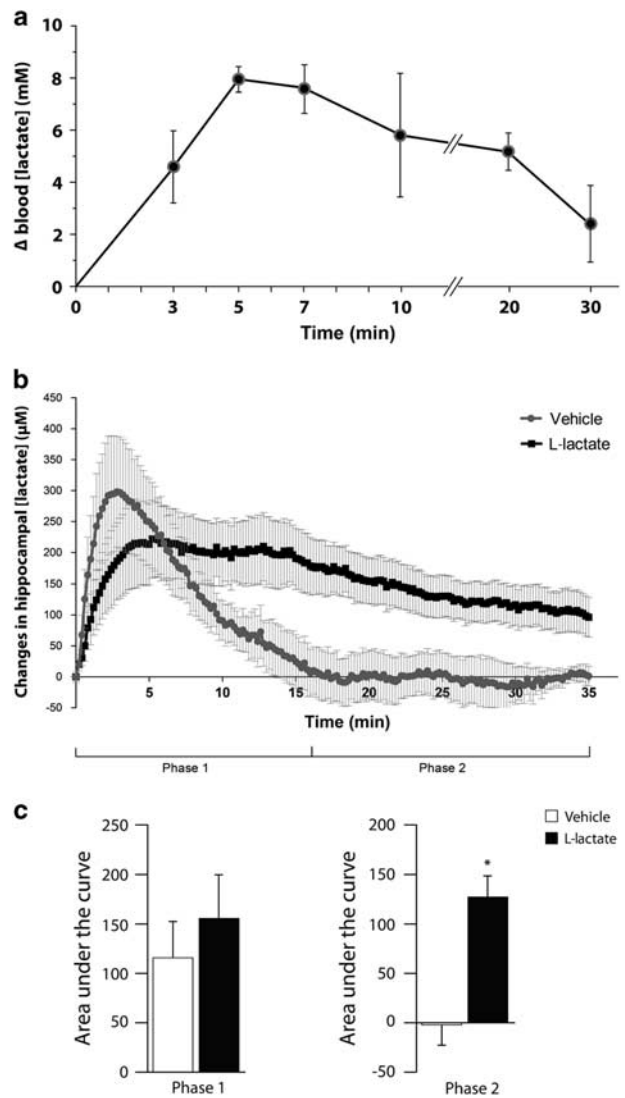 a
Δ blood [lactate] (mM)
10
8
6
4
2
0
0 3 5 7 10 20 30
Time (min)
b
Changes in hippocampal [lactate] (μM)
450
400
350
300
250
200
150
100
50
0
-50
Vehicle
L-lactate
5 10 15 20 25 30 35
Time (min)
Phase 1 Phase 2
c
Area under the curve
250
200
150
100
50
0
Phase 1
Area under the curve
200
150
100
50
0
-50
*
Phase 2
Vehicle
L-lactate